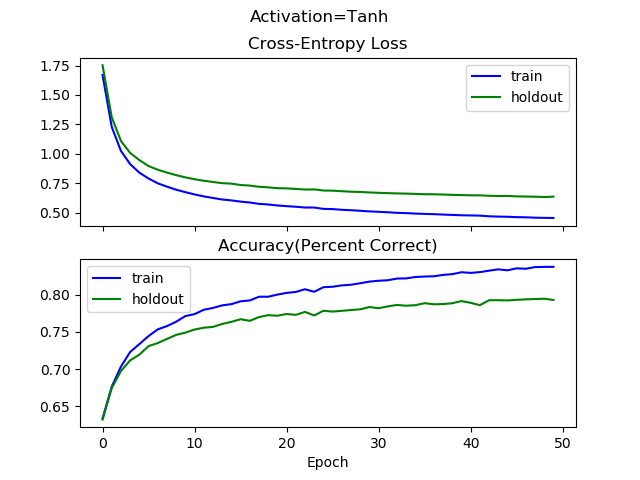 Activation=Tanh
Cross-Entropy Loss
1.75
1.50
1.25
1.00
0.75
0.50
train
holdout
Accuracy(Percent Correct)
0.80
0.75
0.70
0.65
train
holdout
0 10 20 30 40 50
Epoch